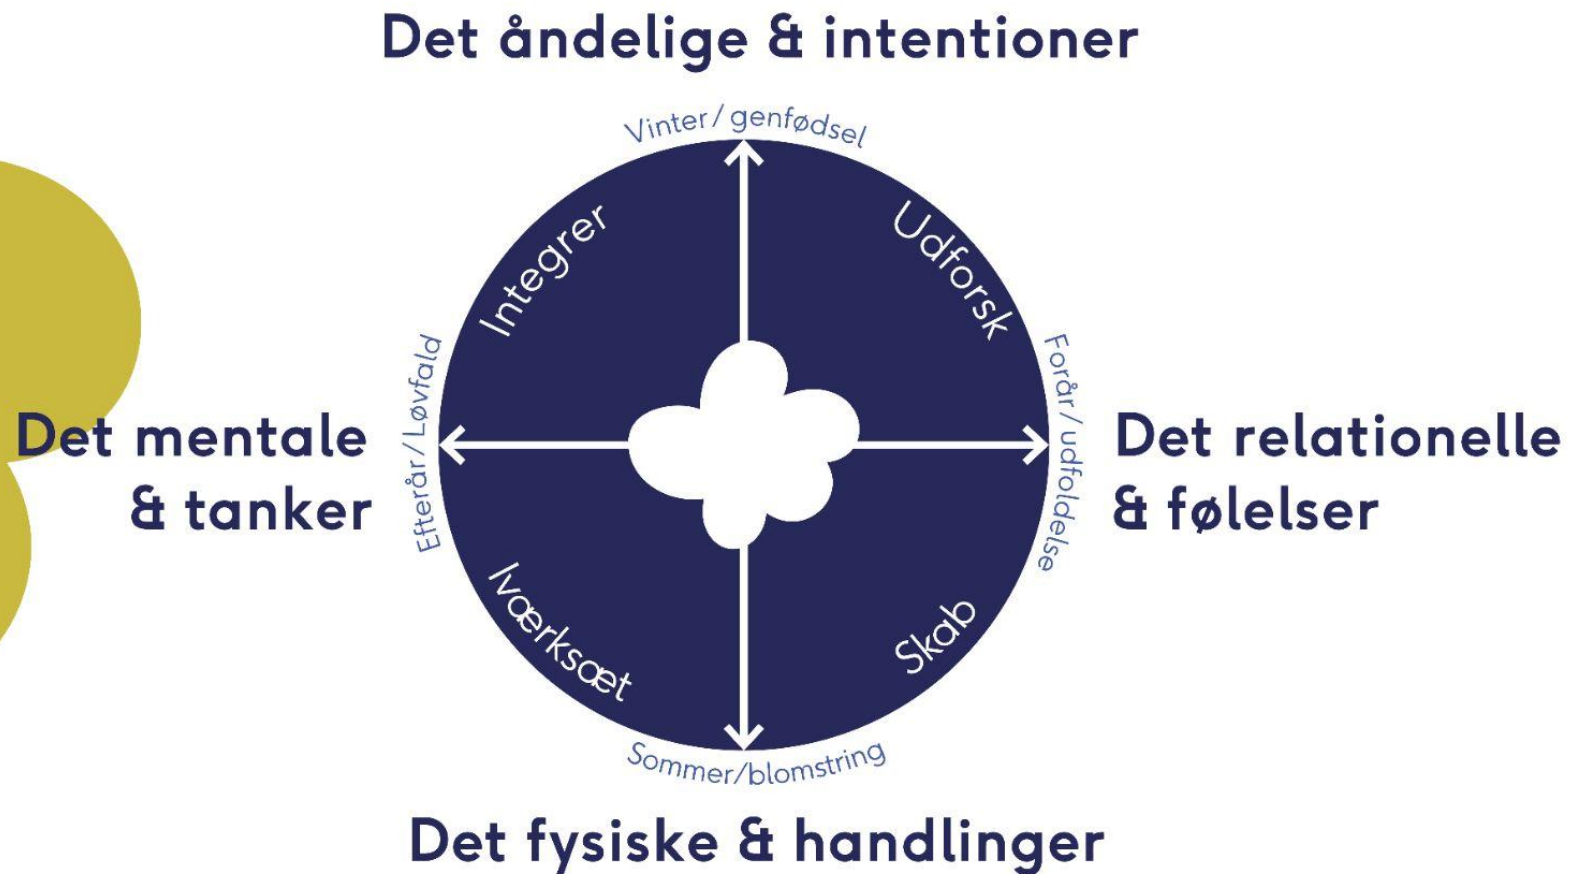 Det åndelige & intentioner
Vinter/genfødsel
Integrer
Udforsk
Efterår/Løvfald
Forår/udfoldelse
Det mentale
& tanker
Det relationelle
& følelser
Iværksæt
Skab
Sommer/blomstring
Det fysiske & handlinger